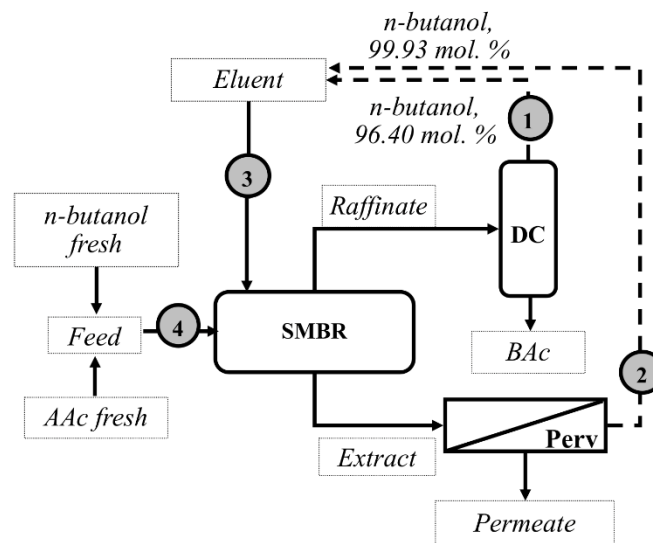 n-butanol,
99.93 mol. %
Eluent
n-butanol,
96.40 mol. %
1
3
n-butanol
fresh
Raffinate
DC
Feed
4
SMBR
AAc fresh
BAc
2
Extract
Perv
Permeate